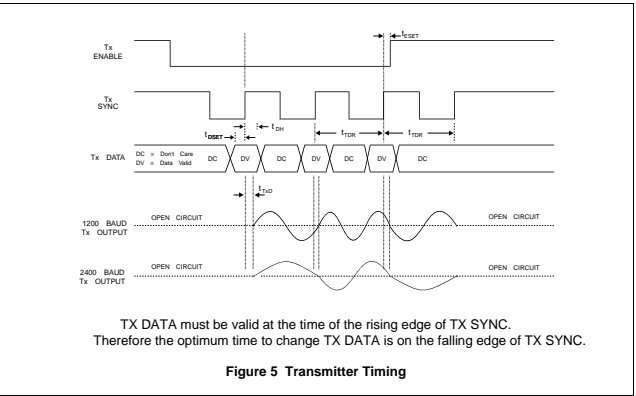 Tx
ENABLE
tESET
Tx
SYNC
tDSET
tDH
tTDR
tTDR
Tx DATA
DC = Don't Care
DV = Data Valid
DC
DV
DC
DV
DC
DV
DC
tTxD
1200 BAUD
Tx OUTPUT
OPEN CIRCUIT
OPEN CIRCUIT
2400 BAUD
Tx OUTPUT
OPEN CIRCUIT
OPEN CIRCUIT
TX DATA must be valid at the time of the rising edge of TX SYNC.
Therefore the optimum time to change TX DATA is on the falling edge of TX SYNC.
Figure 5 Transmitter Timing